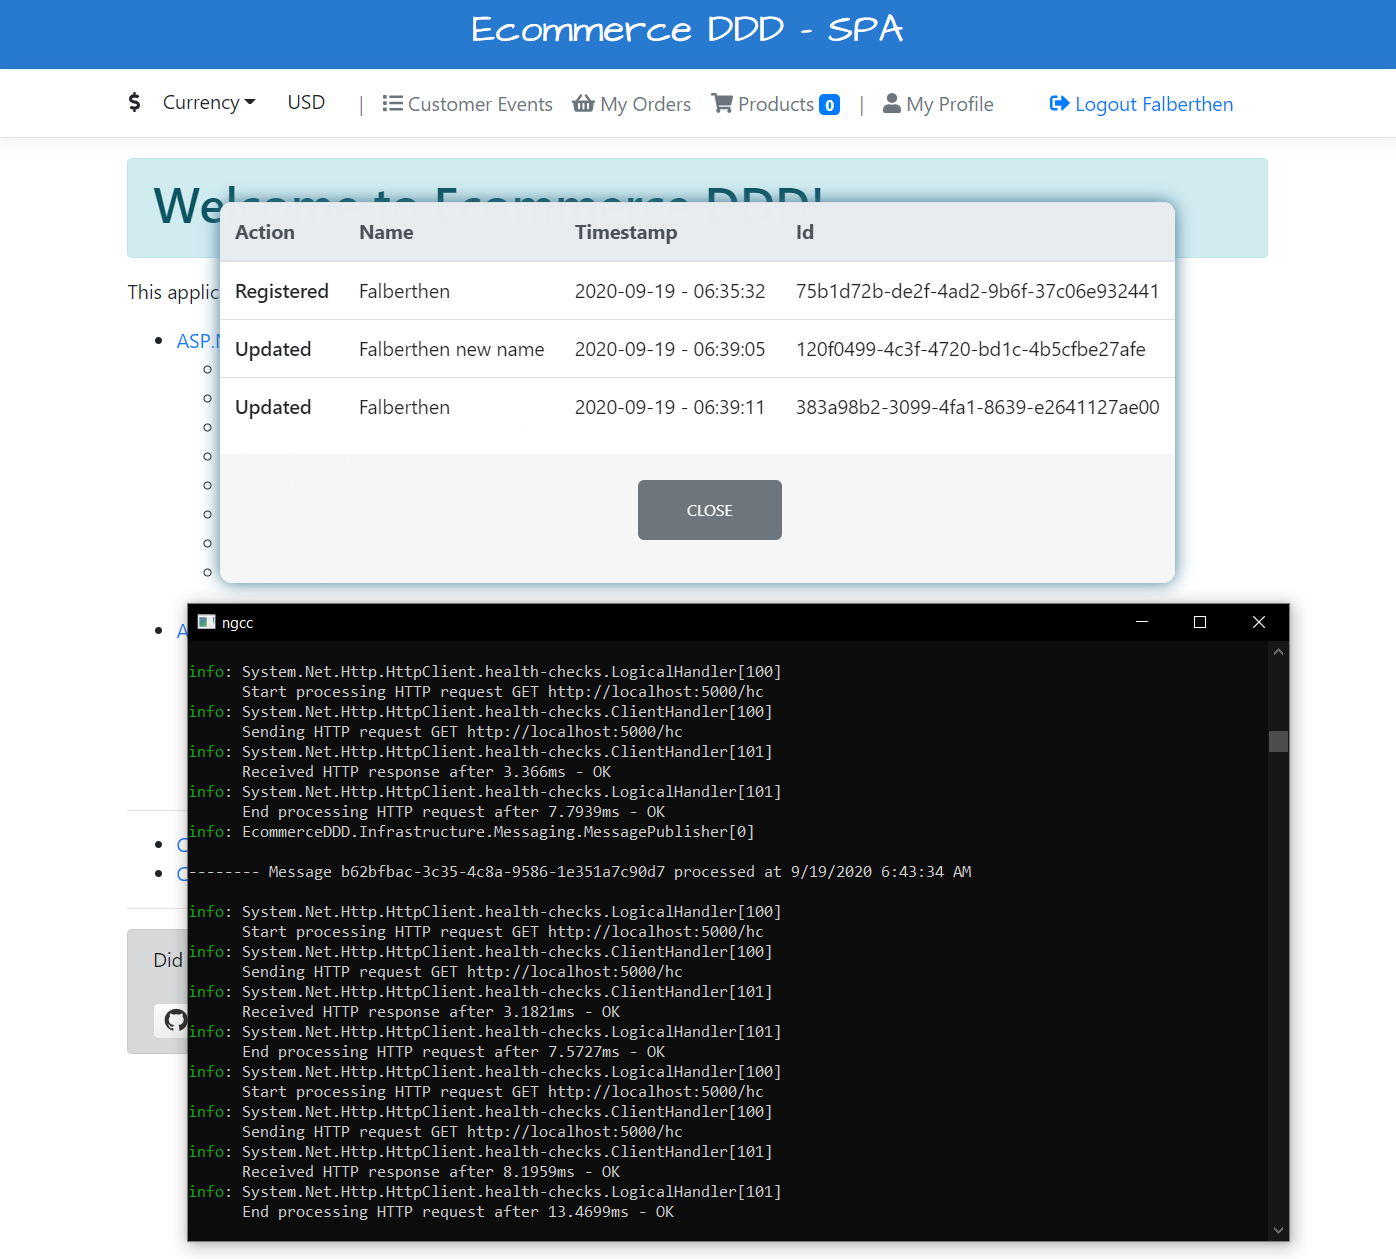 Ecommerce DDD - SPA
$ Currency USD | Customer Events My Orders Products 0 | My Profile Logout Falberthen
Welcome to Ecommerce DDD!
Action Name Timestamp Id
This applic
Registered Falberthen 2020-09-19 - 06:35:32 75b1d72b-de2f-4ad2-9b6f-37c06e932441
ASP.N
Updated Falberthen new name 2020-09-19 - 06:39:05 120f0499-4c3f-4720-bd1c-4b5cfbe27afe
Updated Falberthen 2020-09-19 - 06:39:11 383a98b2-3099-4fa1-8639-e2641127ae00
CLOSE
A
ngcc
info: System.Net.Http.HttpClient.health-checks.LogicalHandler[100]
Start processing HTTP request GET http://localhost:5000/hc
info: System.Net.Http.HttpClient.health-checks.ClientHandler[100]
Sending HTTP request GET http://localhost:5000/hc
info: System.Net.Http.HttpClient.health-checks.ClientHandler[101]
Received HTTP response after 3.366ms - OK
info: System.Net.Http.HttpClient.health-checks.LogicalHandler[101]
End processing HTTP request after 7.7939ms - OK
info: EcommerceDDD.Infrastructure.Messaging.MessagePublisher[0]
C
C
-------- Message b62bfbac-3c35-4c8a-9586-1e351a7c90d7 processed at 9/19/2020 6:43:34 AM
info: System.Net.Http.HttpClient.health-checks.LogicalHandler[100]
Start processing HTTP request GET http://localhost:5000/hc
Did
info: System.Net.Http.HttpClient.health-checks.ClientHandler[100]
Sending HTTP request GET http://localhost:5000/hc
info: System.Net.Http.HttpClient.health-checks.ClientHandler[101]
Received HTTP response after 3.1821ms - OK
info: System.Net.Http.HttpClient.health-checks.LogicalHandler[101]
End processing HTTP request after 7.5727ms - OK
info: System.Net.Http.HttpClient.health-checks.LogicalHandler[100]
Start processing HTTP request GET http://localhost:5000/hc
info: System.Net.Http.HttpClient.health-checks.ClientHandler[100]
Sending HTTP request GET http://localhost:5000/hc
info: System.Net.Http.HttpClient.health-checks.ClientHandler[101]
Received HTTP response after 8.1959ms - OK
info: System.Net.Http.HttpClient.health-checks.LogicalHandler[101]
End processing HTTP request after 13.4699ms - OK